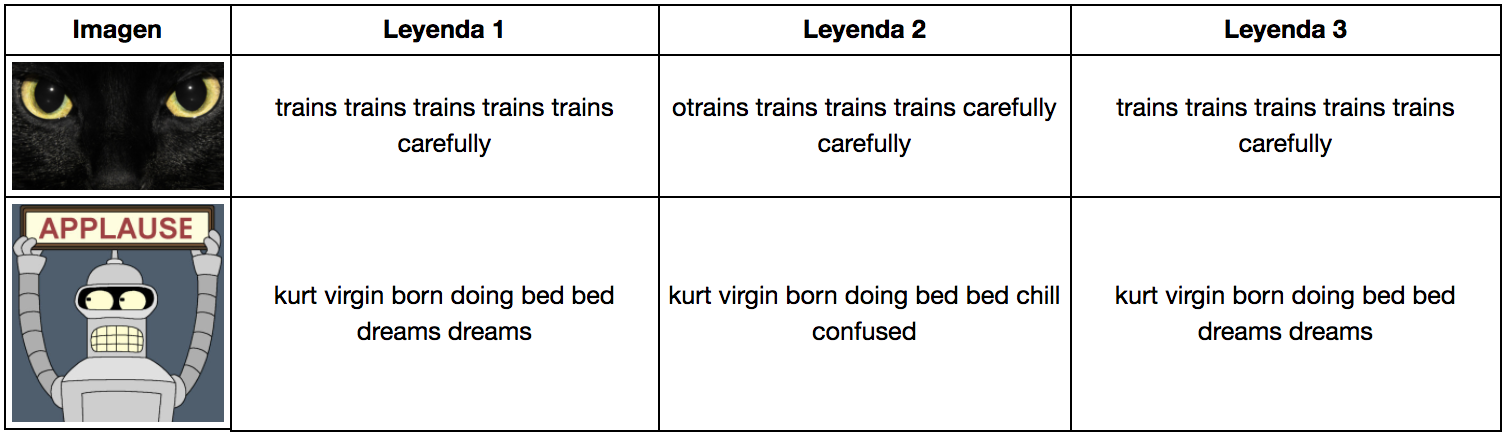 Imagen Leyenda 1 Leyenda 2 Leyenda 3
trains trains trains trains trains
carefully
otrains trains trains trains carefully
carefully
trains trains trains trains trains
carefully
APPLAUSE
kurt virgin born doing bed bed
dreams dreams
kurt virgin born doing bed bed chill
confused
kurt virgin born doing bed bed
dreams dreams